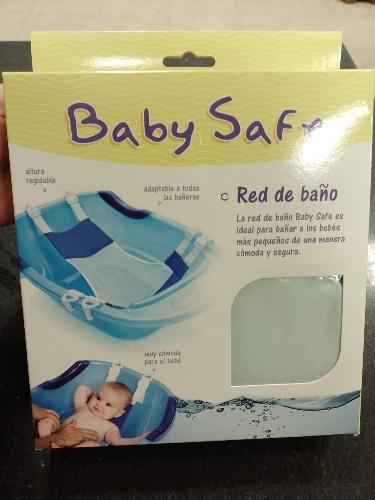 Baby Safe
altura
regulable
adaptable a todas
las bañeras
Red de baño
La red de baño Baby Safe es
ideal para bañar a los bebés
más pequeños de una manera
cómoda y segura.
muy cómoda
para el bebé